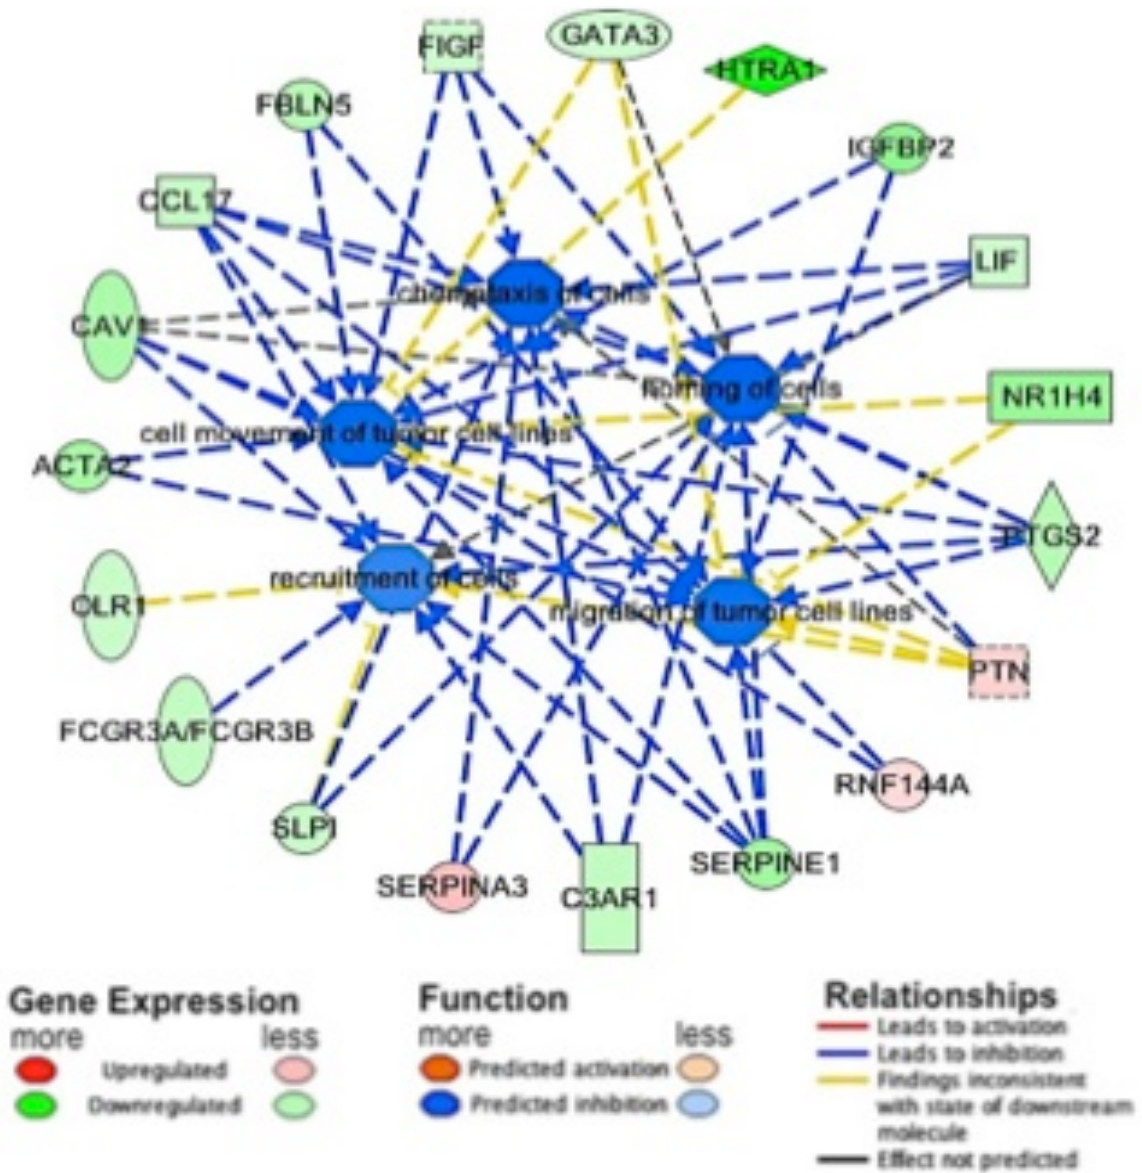 FIGF
GATA3
HTRA1
FBLN5
IGFBP2
CCL17
LIF
chemotaxis of cells
CAV1
homing of cells
NR1H4
cell movement of tumor cell lines
ACTA2
PTGS2
recruitment of cells
OLR1
migration of tumor cell lines
PTN
FCGR3A/FCGR3B
RNF144A
SLPI
SERPINE1
SERPINA3
C3AR1
Gene Expression
more less
Upregulated
Downregulated
Function
more less
Predicted activation
Predicted inhibition
Relationships
Leads to activation
Leads to inhibition
Findings inconsistent
with state of downstream
molecule
Effect not predicted